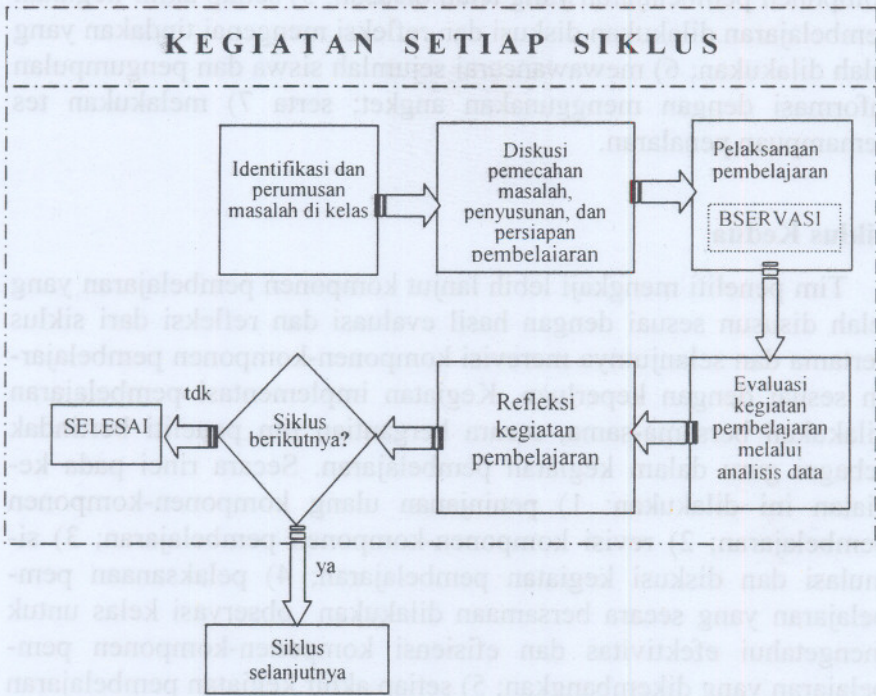 KEGIATAN SETIAP SIKLUS
Identifikasi dan
perumusan
masalah di kelas
Diskusi
pemecahan
masalah,
penyusunan, dan
persiapan
pembelajaran
Pelaksanaan
pembelajaran
BSERVASI
SELESAI
tdk
Siklus
berikutnya?
Refleksi
kegiatan
pembelajaran
Evaluasi
kegiatan
pembelajaran
melalui
analisis data
ya
Siklus
selanjutnya